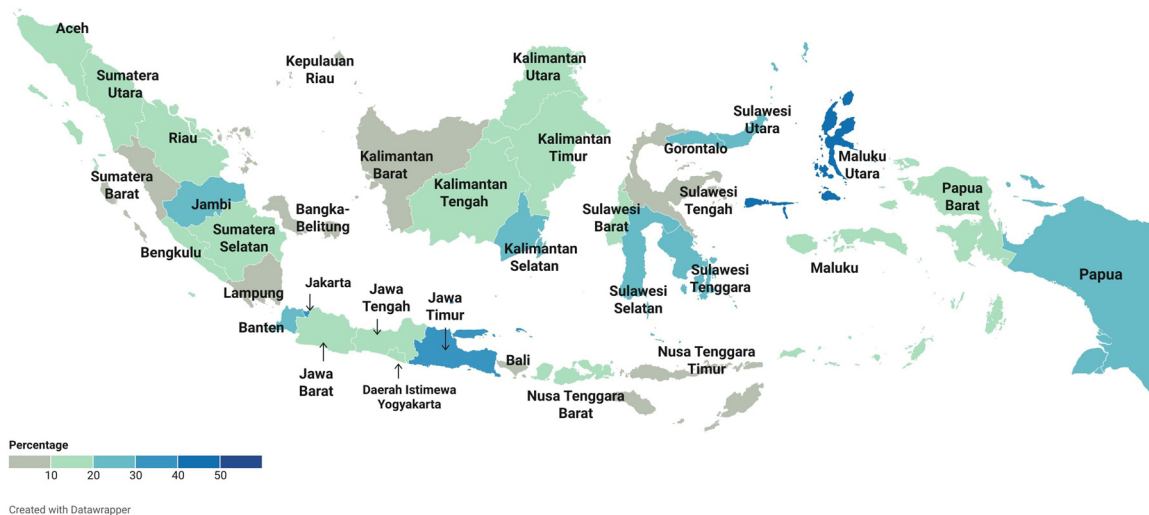 Aceh
Sumatera
Utara
Riau
Kepulauan
Riau
Sumatera
Barat
Jambi
Sumatera
Selatan
Bangka-
Belitung
Bengkulu
Lampung
Kalimantan
Utara
Kalimantan
Timur
Kalimantan
Barat
Kalimantan
Tengah
Kalimantan
Selatan
Sulawesi
Utara
Gorontalo
Sulawesi
Tengah
Sulawesi
Barat
Sulawesi
Selatan
Sulawesi
Tenggara
Maluku
Utara
Maluku
Papua
Barat
Papua
Jakarta
Banten
Jawa
Tengah
Jawa
Timur
Jawa
Barat
Daerah Istimewa
Yogyakarta
Bali
Nusa Tenggara
Barat
Nusa Tenggara
Timur
Percentage
10 20 30 40 50
Created with Datawrapper